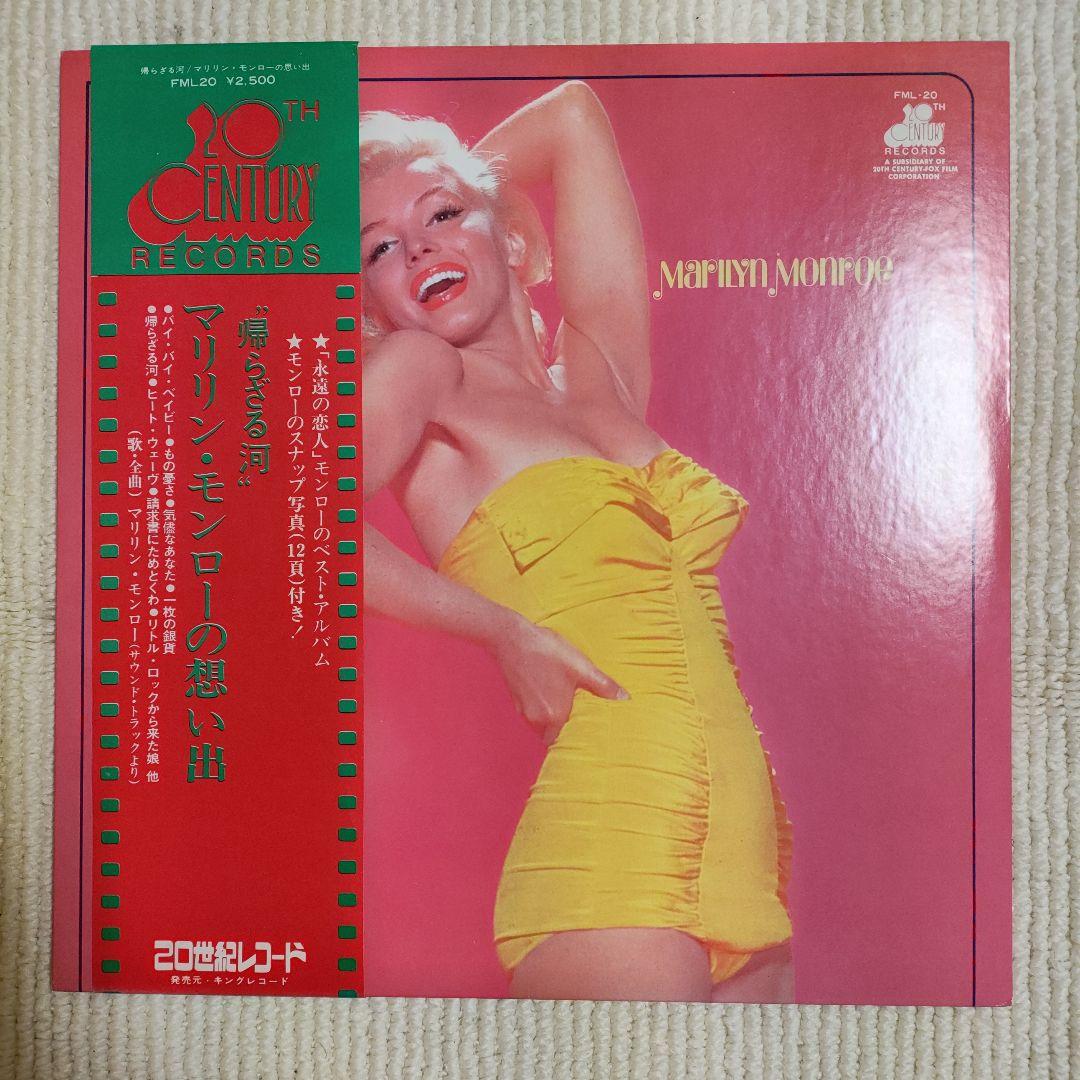 帰らざる河/マリリン・モンローの思い出
FML20 ¥2,500
20TH
CENTURY
RECORDS
★「永遠の恋人」モンローのベスト・アルバム
★モンローのスナップ写真(12頁)付き!
"帰らざる河"
マリリン・モンローの想い出
●バイ・バイ・ベイビー●もの憂さ●気儘なあなた●一枚の銀貨
●帰らざる河●ヒート・ウェーヴ●請求書にためとくわ●リトル・ロックから来た娘 他
(歌・全曲)マリリン・モンロー(サウンド・トラックより)
20世紀レコード
発売元・キングレコード
FML-20
20TH
CENTURY
RECORDS
A SUBSIDIARY OF
20TH CENTURY-FOX FILM
CORPORATION
Marilyn Monroe